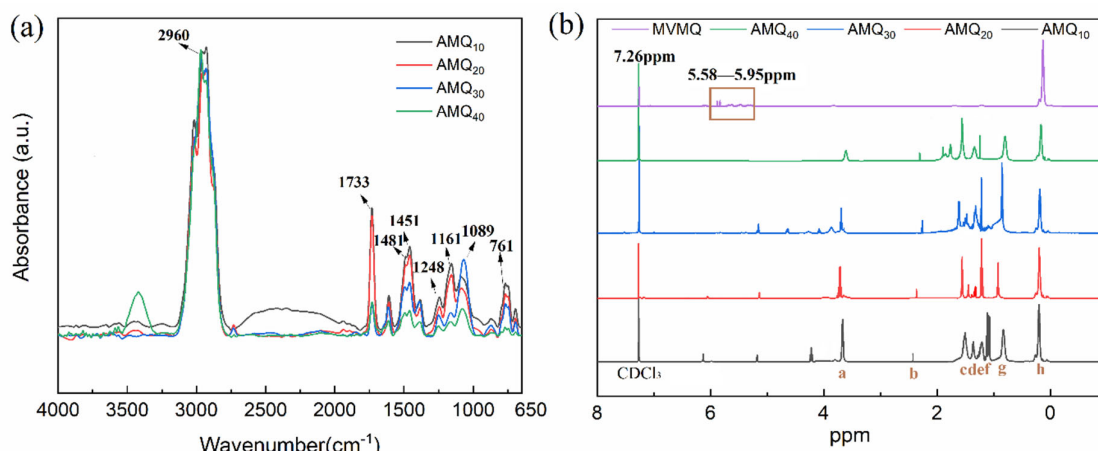 (a)
2960
AMQ10
AMQ20
AMQ30
AMQ40
1733
1451
1481
1161
1089
1248
761
Absorbance (a.u.)
4000 3500 3000 2500 2000 1500 1000 650
Wavenumber(cm-1)
(b)
MVMQ AMQ40 AMQ30 AMQ20 AMQ10
7.26ppm
5.58—5.95ppm
CDCl3
a b c d e f g h
8 6 4 2 0
ppm